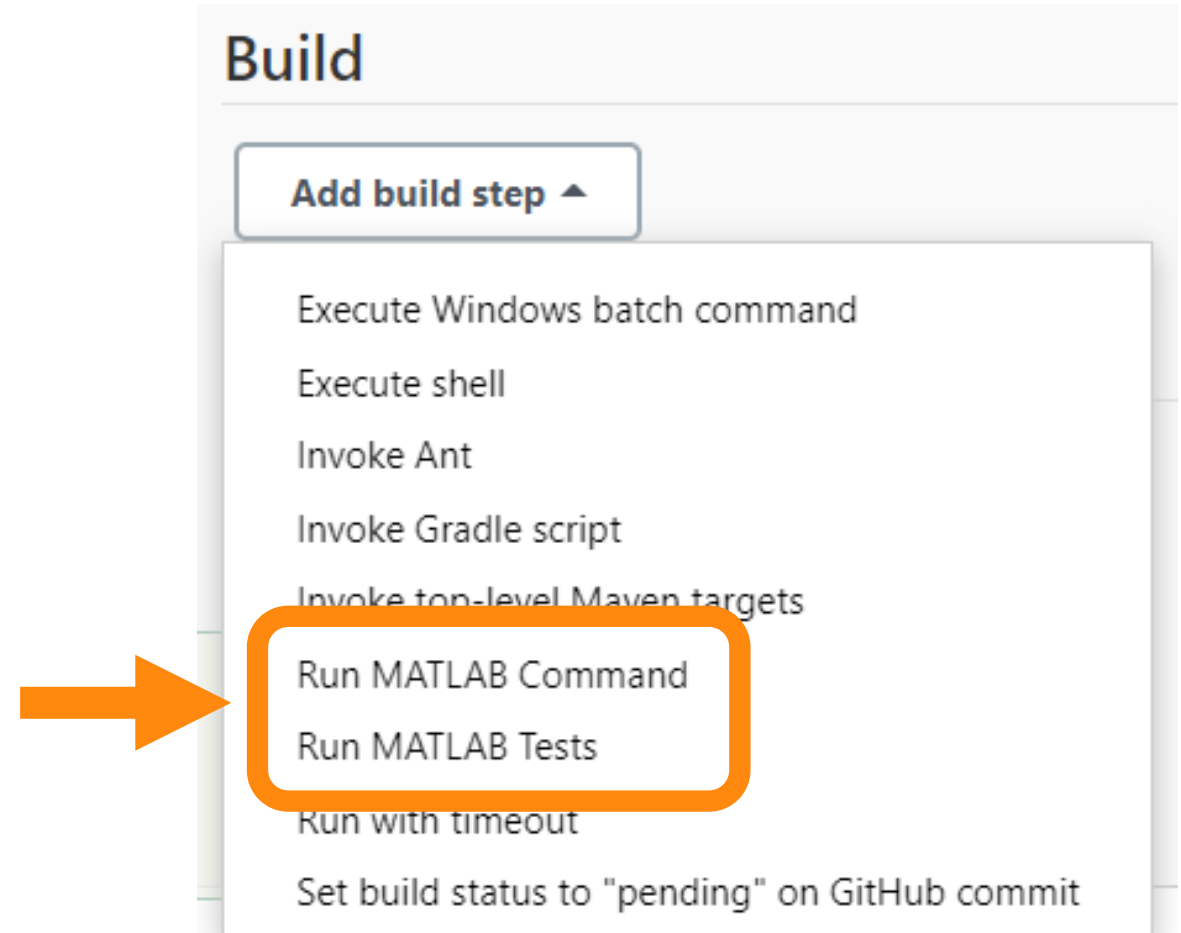 Build
Add build step
Execute Windows batch command
Execute shell
Invoke Ant
Invoke Gradle script
Invoke top-level Maven targets
Run MATLAB Command
Run MATLAB Tests
Run with timeout
Set build status to "pending" on GitHub commit